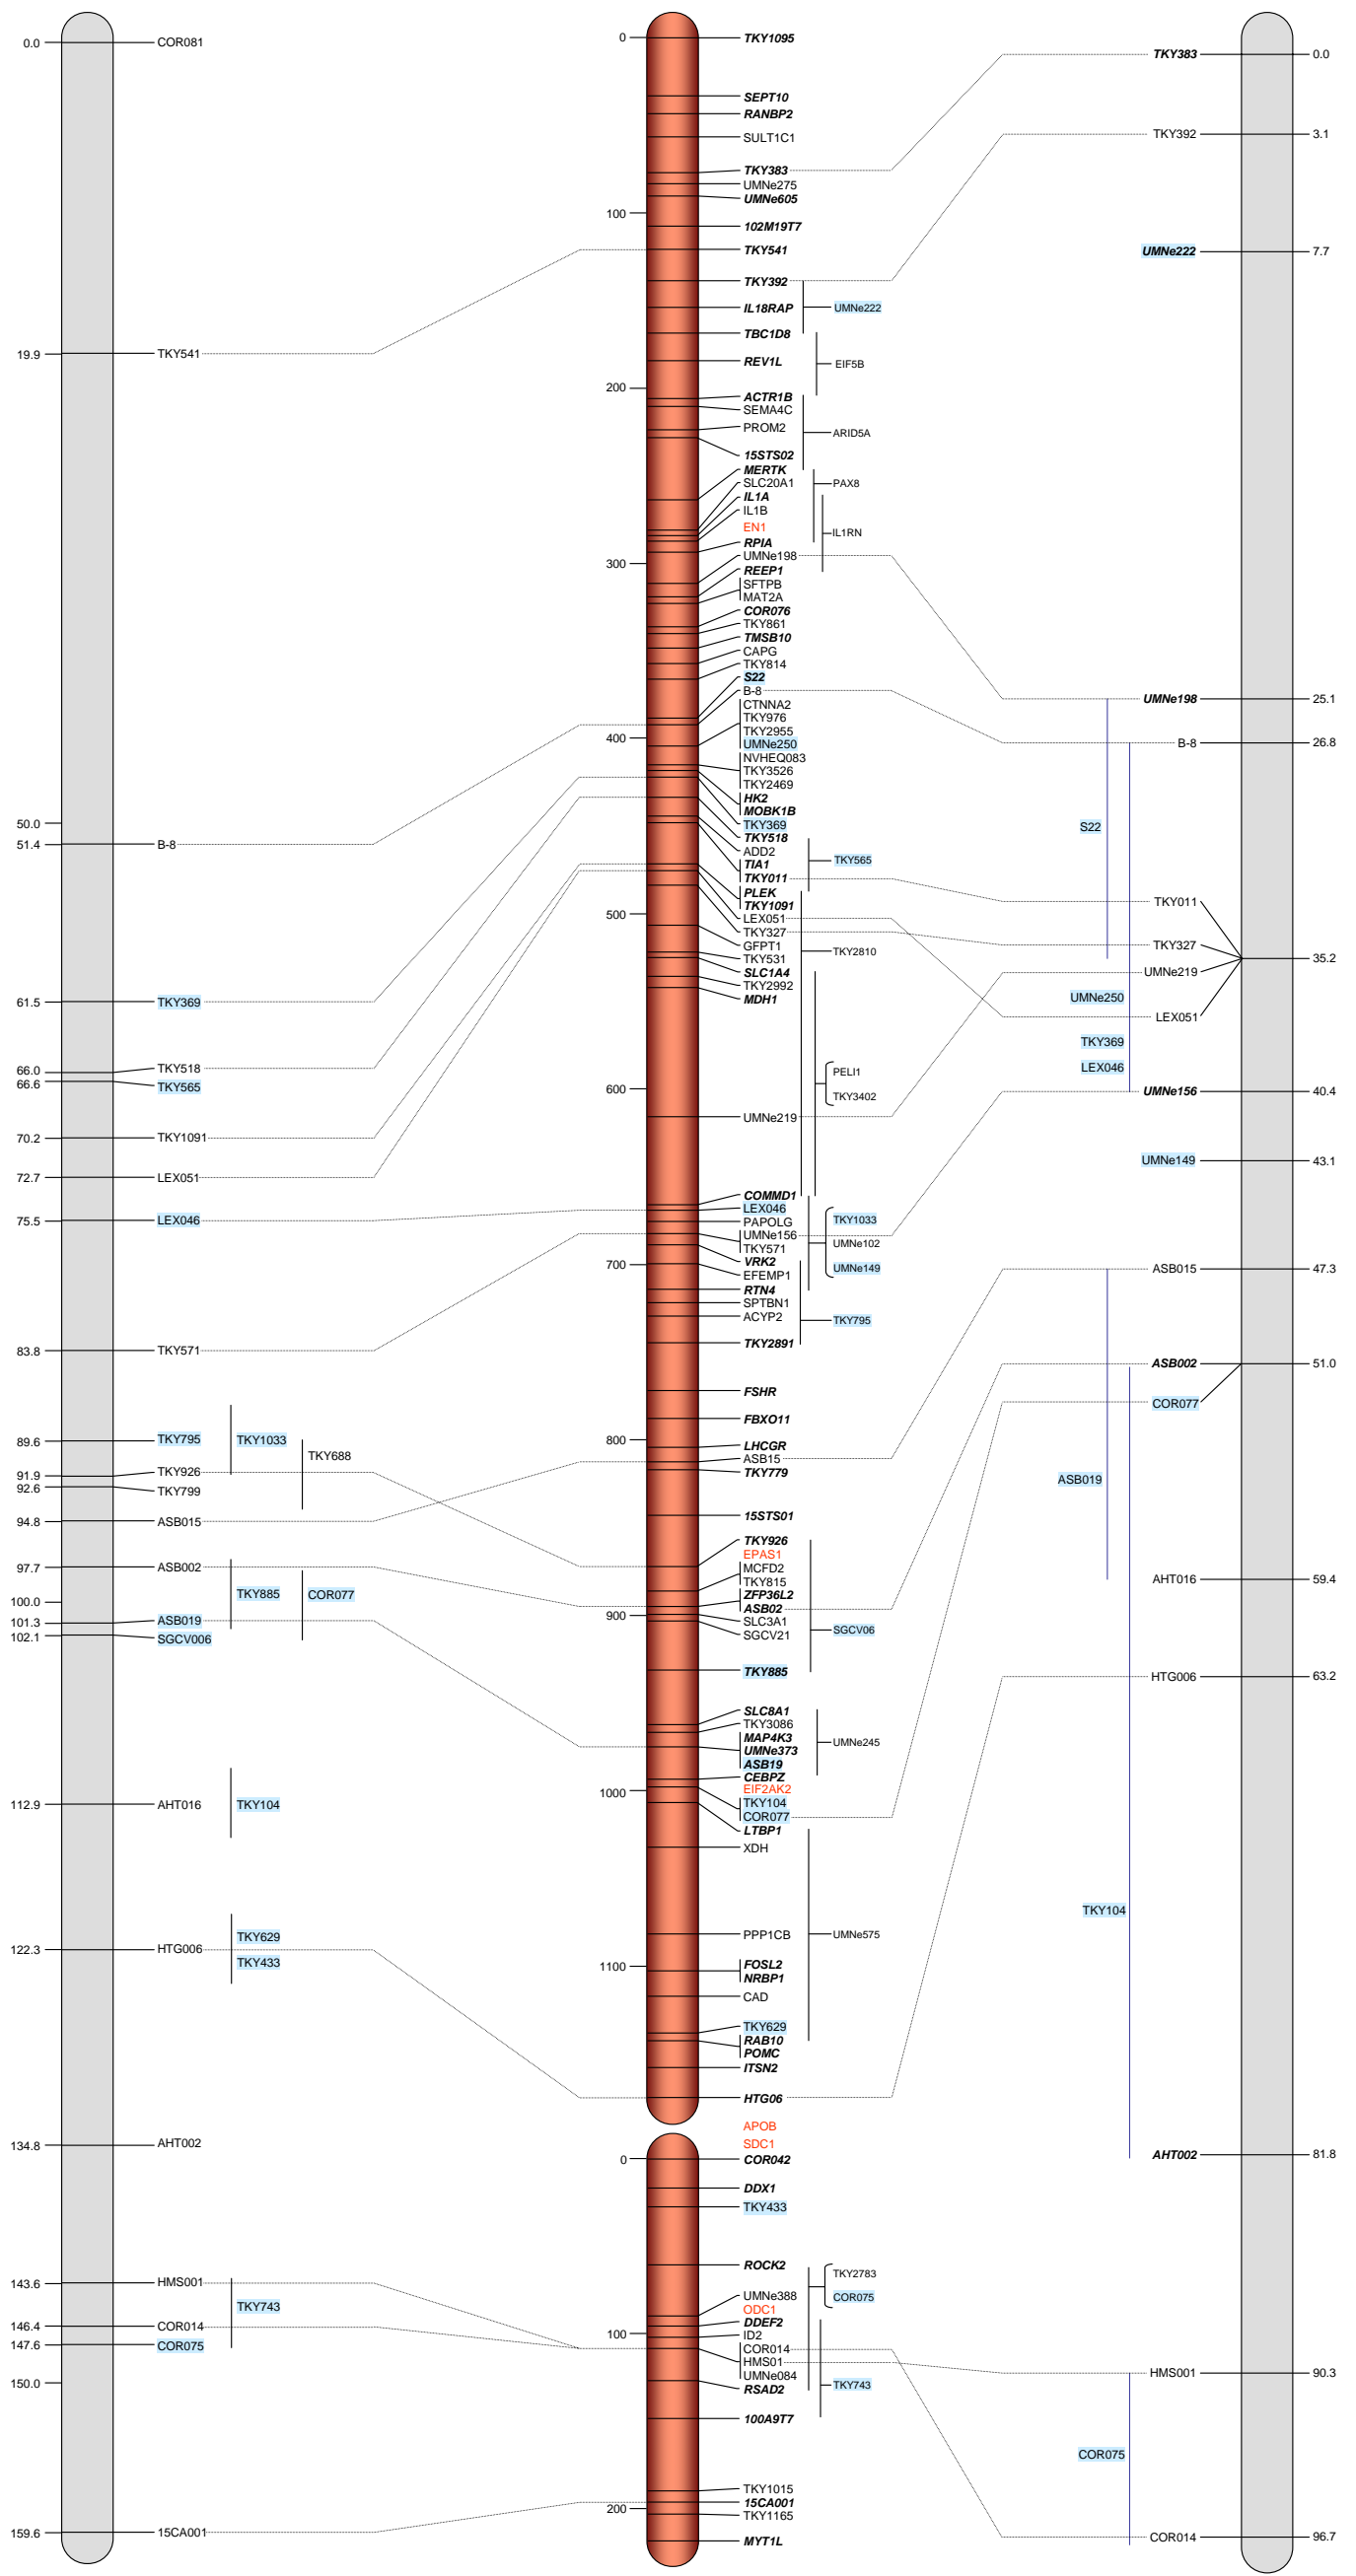 0.0 COR081
19.9 TKY541
50.0
51.4 B-8
61.5 TKY369
66.0 TKY518
66.6 TKY565
70.2 TKY1091
72.7 LEX051
75.5 LEX046
83.8 TKY571
89.6 TKY795 TKY1033
TKY688
91.9 TKY926
92.6 TKY799
94.8 ASB015
97.7 ASB002
100.0 TKY885 COR077
101.3 ASB019
102.1 SGCV006
112.9 AHT016 TKY104
TKY629
122.3 HTG006
TKY433
134.8 AHT002
143.6 HMS001
TKY743
146.4 COR014
147.6 COR075
150.0
159.6 15CA001
0 TKY1095
SEPT10
RANBP2
SULT1C1
TKY383
UMNe275
UMNe605
100
102M19T7
TKY541
TKY392
IL18RAP UMNe222
TBC1D8
REV1L EIF5B
200
ACTR1B
SEMA4C
PROM2 ARID5A
15STS02
MERTK
SLC20A1 PAX8
IL1A
IL1B
EN1 IL1RN
RPIA
UMNe198
300
REEP1
SFTPB
MAT2A
COR076
TKY861
TMSB10
CAPG
TKY814
S22
B-8
CTNNA2
TKY976
TKY2955
400
UMNe250
NVHEQ083
TKY3526
TKY2469
HK2
MOBK1B
TKY369
TKY518
ADD2
TIA1 TKY565
TKY011
PLEK
TKY1091
500
LEX051
TKY327
GFPT1 TKY2810
TKY531
SLC1A4
TKY2992
MDH1
PELI1
600
TKY3402
UMNe219
COMMD1
LEX046
PAPOLG TKY1033
UMNe156
TKY571 UMNe102
VRK2
700
EFEMP1 UMNe149
RTN4
SPTBN1
ACYP2 TKY795
TKY2891
FSHR
FBXO11
800
LHCGR
ASB15
TKY779
15STS01
TKY926
EPAS1
MCFD2
TKY815
ZFP36L2
ASB02
900
SLC3A1
SGCV21 SGCV06
TKY885
SLC8A1
TKY3086
MAP4K3
UMNe373 UMNe245
ASB19
CEBPZ
1000
EIF2AK2
TKY104
COR077
LTBP1
XDH
PPP1CB UMNe575
1100
FOSL2
NRBP1
CAD
TKY629
RAB10
POMC
ITSN2
HTG06
APOB
SDC1
0 COR042
DDX1
TKY433
ROCK2
TKY2783
UMNe388 COR075
ODC1
DDEF2
100
ID2
COR014
HMS01
UMNe084 TKY743
RSAD2
100A9T7
TKY1015
15CA001
200
TKY1165
MYT1L
TKY383 0.0
TKY392 3.1
UMNe222 7.7
UMNe198 25.1
B-8 26.8
S22
TKY011
TKY327
35.2
UMNe219
UMNe250
LEX051
TKY369
LEX046
UMNe156 40.4
UMNe149 43.1
ASB015 47.3
ASB002 51.0
COR077
ASB019
AHT016 59.4
HTG006 63.2
TKY104
AHT002 81.8
HMS001 90.3
COR075
COR014 96.7